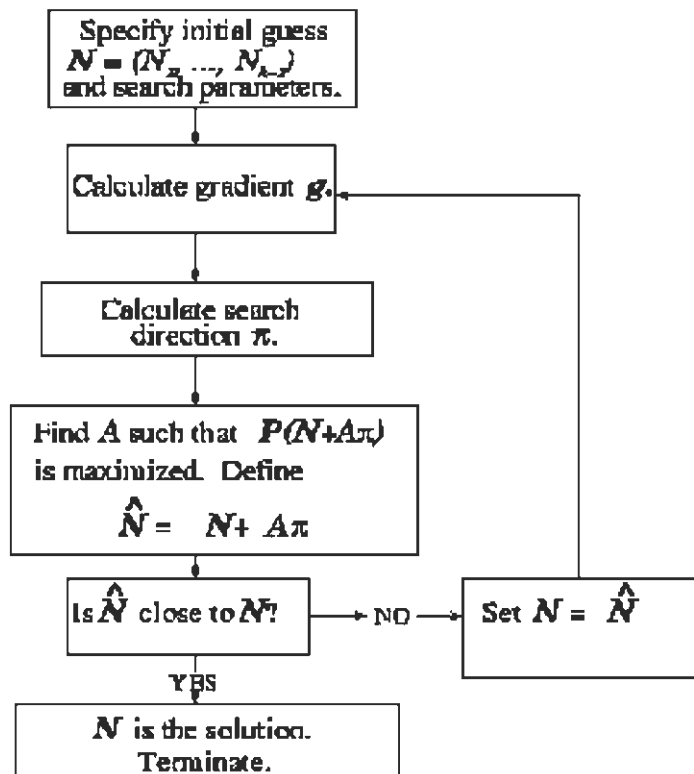 Specify initial guess
N = (N₁, ..., Nₖ₋₁)
and search parameters.
Calculate gradient g.
Calculate search
direction π.
Find A such that P(N+Aπ)
is maximized. Define
N̂ = N+ Aπ
Is N̂ close to N?
NO
Set N = N̂
YES
N is the solution.
Terminate.